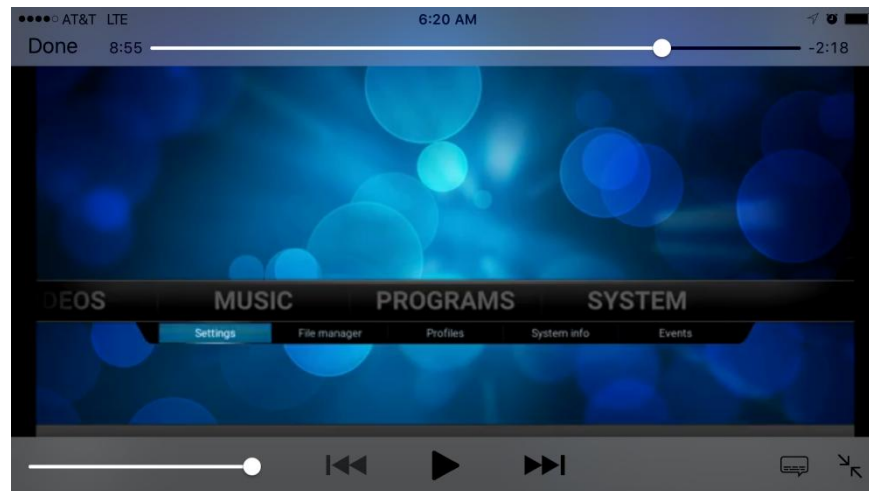 AT&T LTE 6:20 AM
Done 8:55 -2:18
DEOS MUSIC PROGRAMS SYSTEM
Settings File manager Profiles System info Events